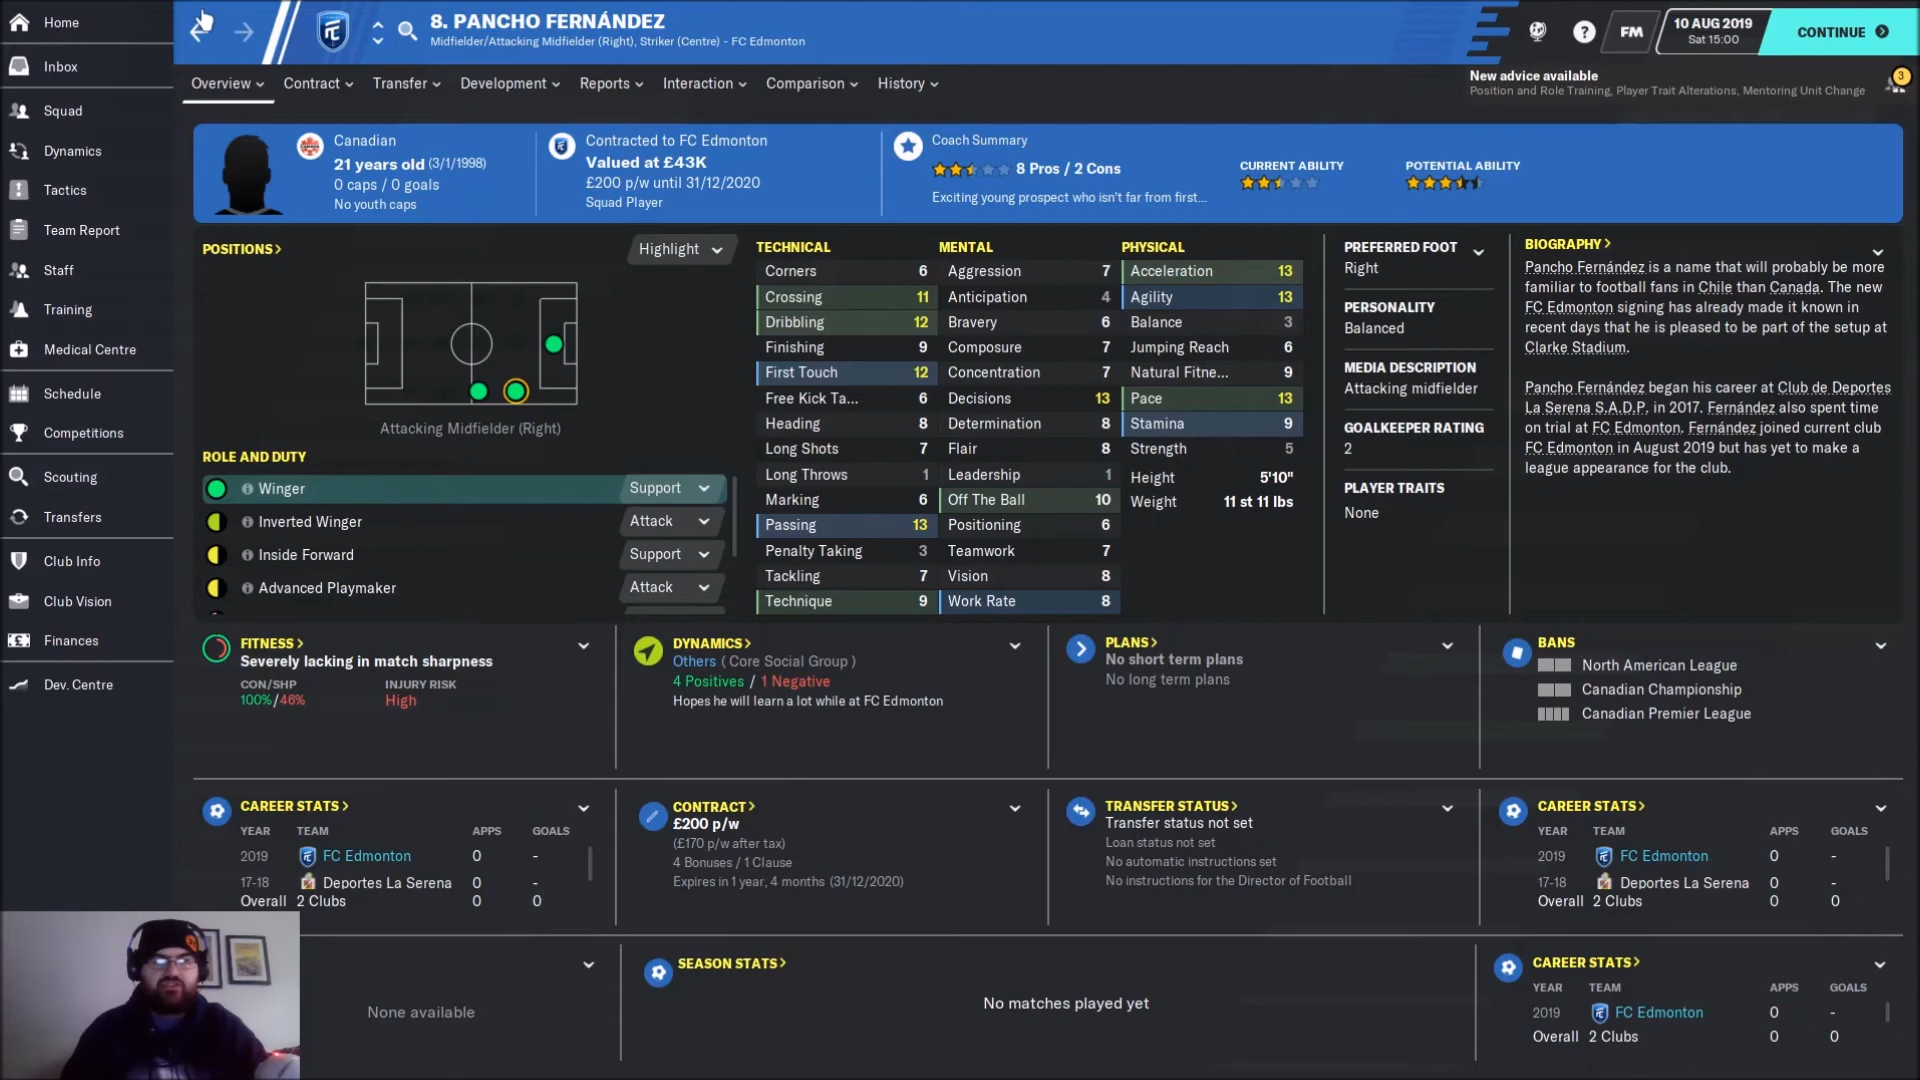 Home
Inbox
Squad
Dynamics
Tactics
Team Report
Staff
Training
Medical Centre
Schedule
Competitions
Scouting
Transfers
Club Info
Club Vision
Finances
Dev. Centre
8. PANCHO FERNÁNDEZ
Midfielder/Attacking Midfielder (Right), Striker (Centre) - FC Edmonton
FM
10 AUG 2019
Sat 15:00
CONTINUE
Overview Contract Transfer Development Reports Interaction Comparison History
New advice available
Position and Role Training, Player Trait Alterations, Mentoring Unit Change
3
Canadian
21 years old (3/1/1998)
0 caps / 0 goals
No youth caps
Contracted to FC Edmonton
Valued at £43K
£200 p/w until 31/12/2020
Squad Player
Coach Summary
8 Pros / 2 Cons
Exciting young prospect who isn't far from first...
CURRENT ABILITY
POTENTIAL ABILITY
POSITIONS>
Highlight
Attacking Midfielder (Right)
ROLE AND DUTY
Winger Support
Inverted Winger Attack
Inside Forward Support
Advanced Playmaker Attack
TECHNICAL
Corners 6
Crossing 11
Dribbling 12
Finishing 9
First Touch 12
Free Kick Ta... 6
Heading 8
Long Shots 7
Long Throws 1
Marking 6
Passing 13
Penalty Taking 3
Tackling 7
Technique 9
MENTAL
Aggression 7
Anticipation 4
Bravery 6
Composure 7
Concentration 7
Decisions 13
Determination 8
Flair 8
Leadership 1
Off The Ball 10
Positioning 6
Teamwork 7
Vision 8
Work Rate 8
PHYSICAL
Acceleration 13
Agility 13
Balance 3
Jumping Reach 6
Natural Fitne... 9
Pace 13
Stamina 9
Strength 5
Height 5'10"
Weight 11 st 11 lbs
PREFERRED FOOT
Right
PERSONALITY
Balanced
MEDIA DESCRIPTION
Attacking midfielder
GOALKEEPER RATING
2
PLAYER TRAITS
None
BIOGRAPHY>
Pancho Fernández is a name that will probably be more
familiar to football fans in Chile than Canada. The new
FC Edmonton signing has already made it known in
recent days that he is pleased to be part of the setup at
Clarke Stadium.
Pancho Fernández began his career at Club de Deportes
La Serena S.A.D.P. in 2017. Fernández also spent time
on trial at FC Edmonton. Fernández joined current club
FC Edmonton in August 2019 but has yet to make a
league appearance for the club.
FITNESS>
Severely lacking in match sharpness
CON/SHP INJURY RISK
100%/46% High
DYNAMICS>
Others ( Core Social Group )
4 Positives / 1 Negative
Hopes he will learn a lot while at FC Edmonton
PLANS>
No short term plans
No long term plans
BANS
North American League
Canadian Championship
Canadian Premier League
CAREER STATS>
YEAR TEAM APPS GOALS
2019 FC Edmonton 0 -
17-18 Deportes La Serena 0 -
Overall 2 Clubs 0 0
CONTRACT>
£200 p/w
(£170 p/w after tax)
4 Bonuses / 1 Clause
Expires in 1 year, 4 months (31/12/2020)
TRANSFER STATUS>
Transfer status not set
Loan status not set
No automatic instructions set
No instructions for the Director of Football
CAREER STATS>
YEAR TEAM APPS GOALS
2019 FC Edmonton 0 -
17-18 Deportes La Serena 0 -
Overall 2 Clubs 0 0
None available
SEASON STATS>
No matches played yet
CAREER STATS>
YEAR TEAM APPS GOALS
2019 FC Edmonton 0 -
Overall 2 Clubs 0 0